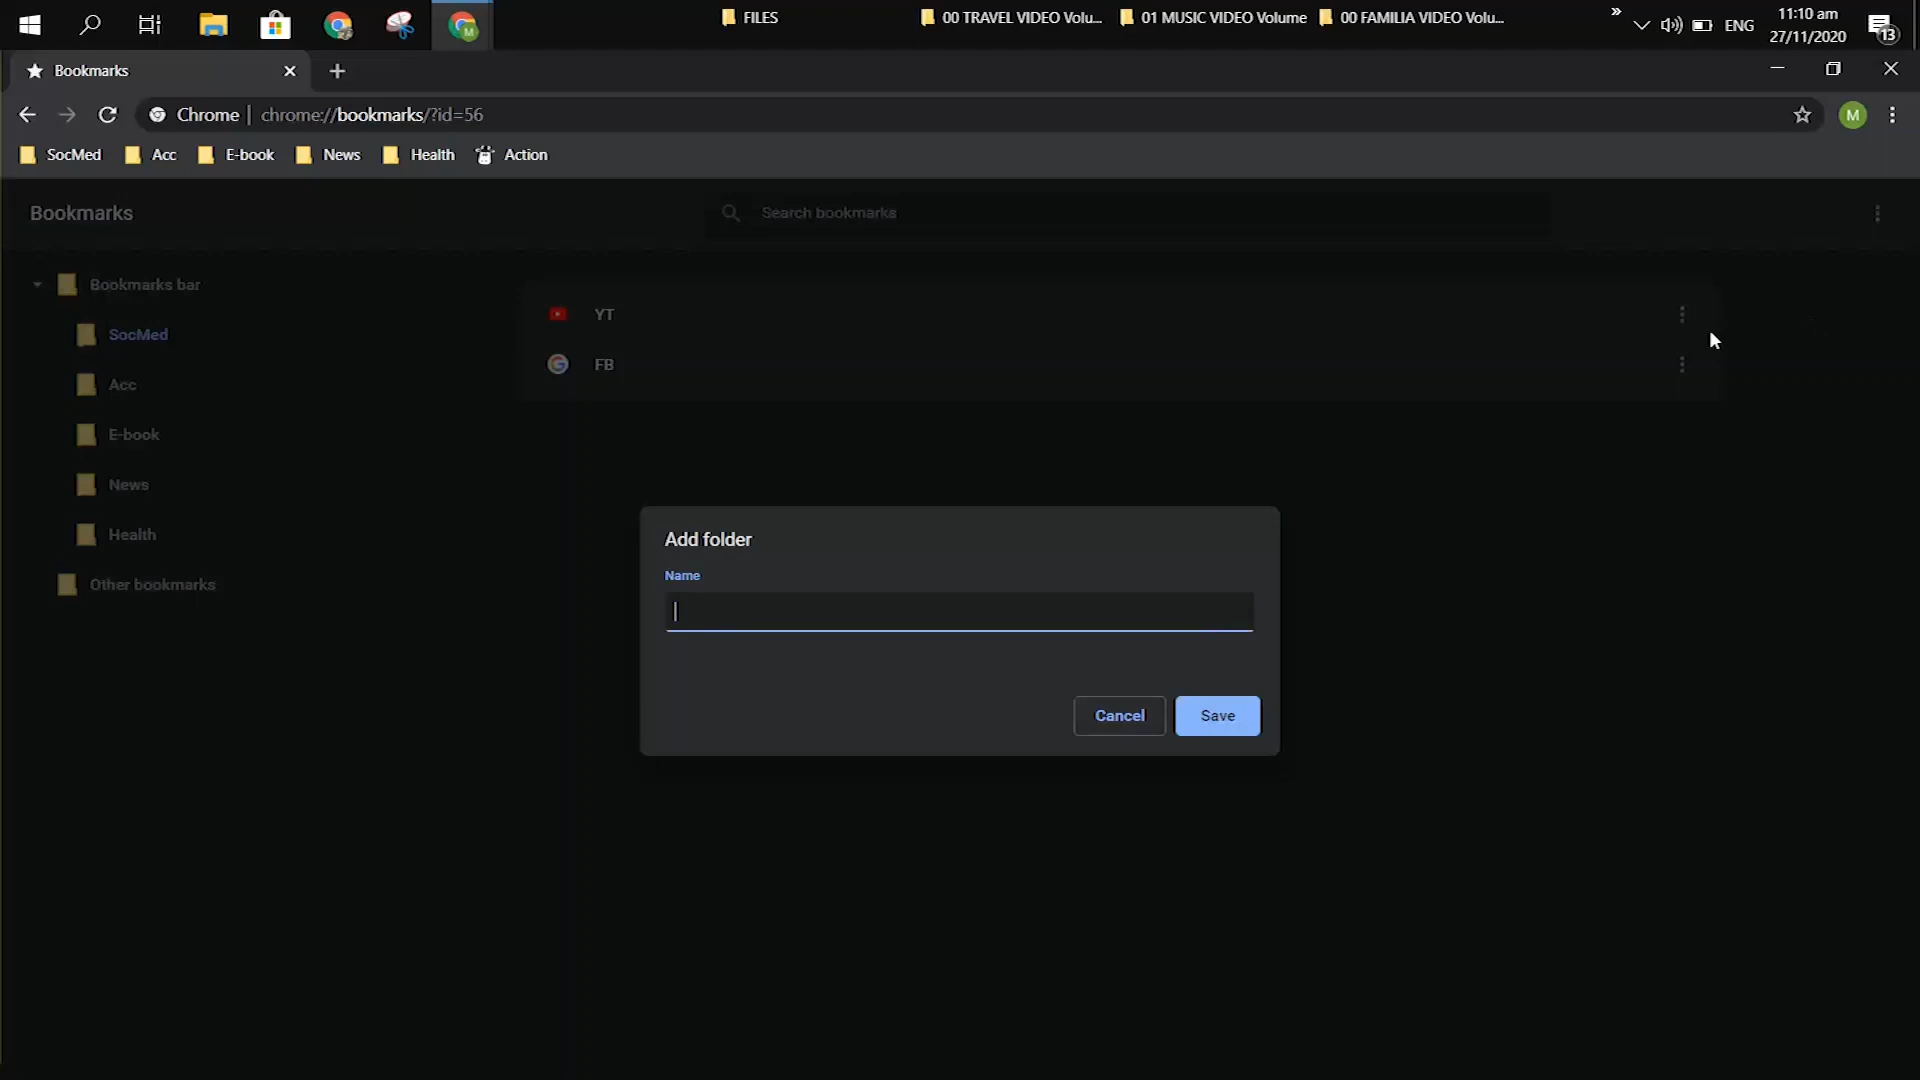 FILES
00 TRAVEL VIDEO Volu...
01 MUSIC VIDEO Volume
00 FAMILIA VIDEO Volu...
»
ENG
11:10 am
27/11/2020
13
Bookmarks
Chrome | chrome://bookmarks/?id=56
M
SocMed
Acc
E-book
News
Health
Action
Bookmarks
Search bookmarks
Bookmarks bar
SocMed
Acc
E-book
News
Health
Other bookmarks
YT
FB
Add folder
Name
Cancel
Save